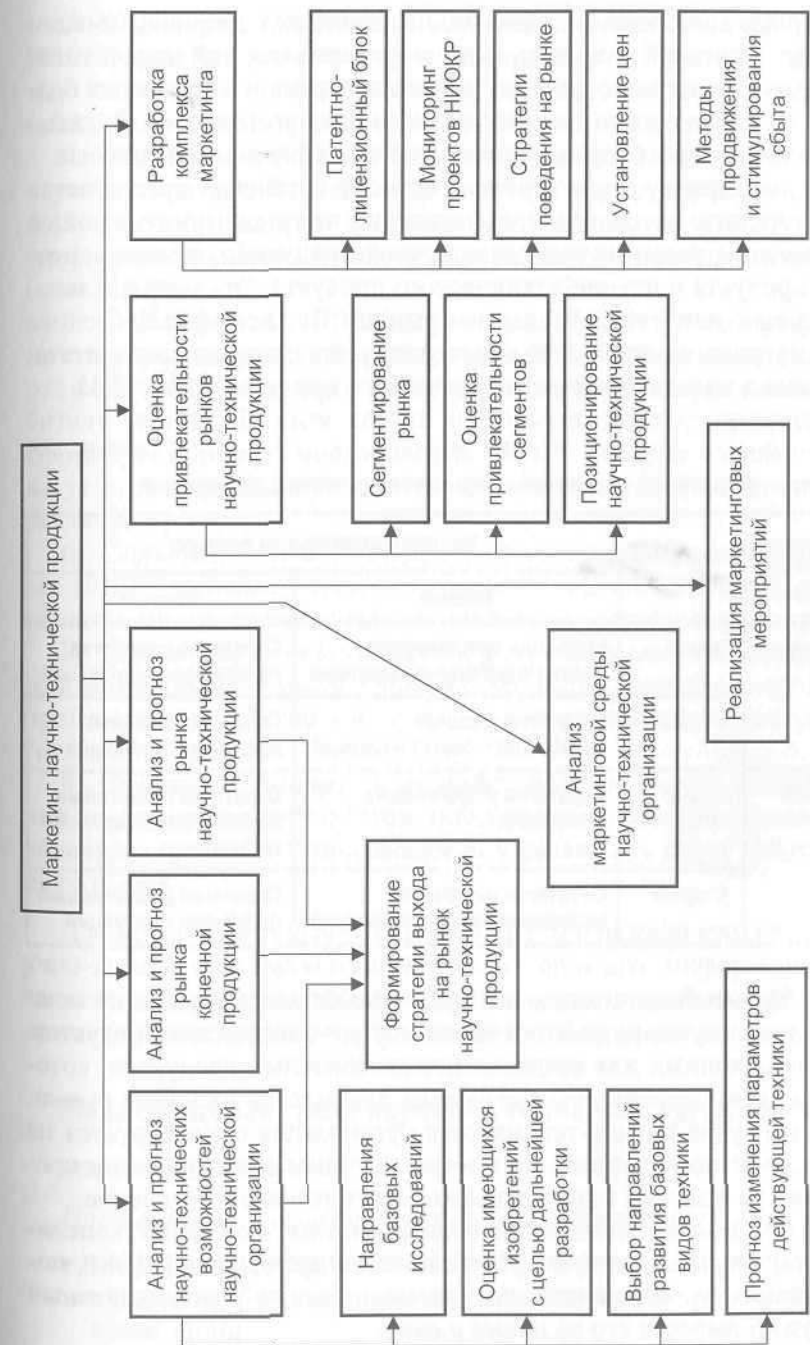 Маркетинг научно-технической продукции
Анализ и прогноз
научно-технических
возможностей
научно-технической
организации
Анализ и прогноз
рынка
конечной
продукции
Анализ и прогноз
рынка
научно-технической
продукции
Оценка
привлекательности
рынков
научно-технической
продукции
Разработка
комплекса
маркетинга
Направления
базовых
исследований
Оценка имеющихся
изобретений
с целью дальнейшей
разработки
Выбор направлений
развития базовых
видов техники
Прогноз изменения параметров
действующей техники
Формирование
стратегии выхода
на рынок
научно-технической
продукции
Анализ
маркетинговой среды
научно-технической
организации
Реализация маркетинговых
мероприятий
Сегментирование
рынка
Оценка
привлекательности
сегментов
Позиционирование
научно-технической
продукции
Патентно-
лицензионный блок
Мониторинг
проектов НИОКР
Стратегии
поведения на рынке
Установление цен
Методы
продвижения
и стимулирования
сбыта